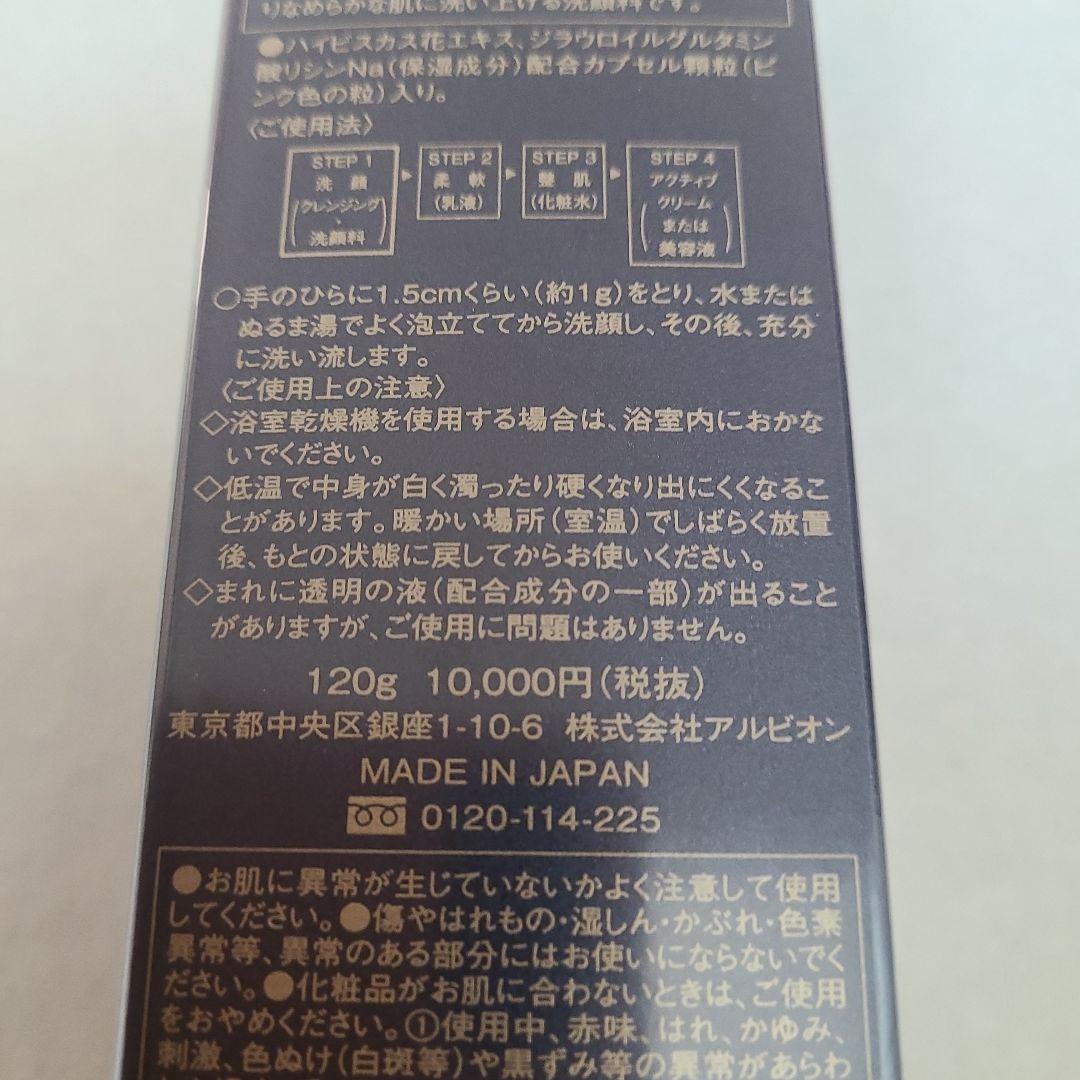 りなめらかな肌に洗い上げる洗顔料です。
●ハイビスカス花エキス、ジラウロイルグルタミン
酸リシンNa(保湿成分)配合カプセル顆粒(ピ
ンク色の粒)入り。
〈ご使用法〉
STEP 1
洗 顔
(クレンジング
・
洗顔料)
STEP 2
柔 軟
(乳液)
STEP 3
整 肌
(化粧水)
STEP 4
アクティブ
クリーム
(または
美容液)
○手のひらに1.5cmくらい(約1g)をとり、水または
ぬるま湯でよく泡立ててから洗顔し、その後、充分
に洗い流します。
〈ご使用上の注意〉
◇浴室乾燥機を使用する場合は、浴室内におかな
いでください。
◇低温で中身が白く濁ったり硬くなり出にくくなるこ
とがあります。暖かい場所(室温)でしばらく放置
後、もとの状態に戻してからお使いください。
◇まれに透明の液(配合成分の一部)が出ること
がありますが、ご使用に問題はありません。
120g 10,000円(税抜)
東京都中央区銀座1-10-6 株式会社アルビオン
MADE IN JAPAN
0120-114-225
●お肌に異常が生じていないかよく注意して使用
してください。●傷やはれもの・湿しん・かぶれ・色素
異常等、異常のある部分にはお使いにならないでく
ださい。●化粧品がお肌に合わないときは、ご使用
をおやめください。①使用中、赤味、はれ、かゆみ、
刺激、色ぬけ(白斑等)や黒ずみ等の異常があらわ